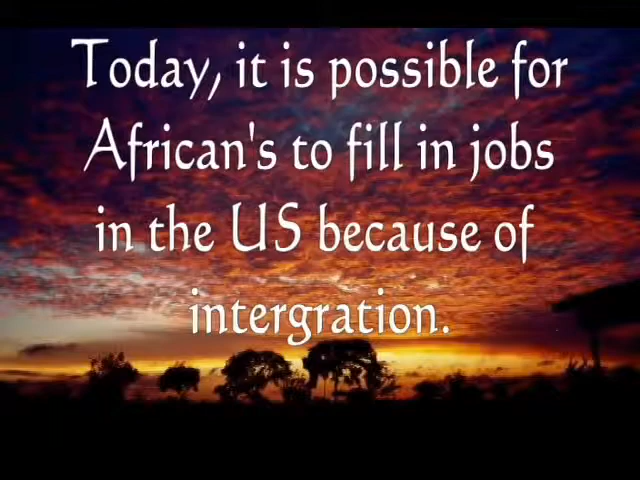 Today, it is possible for
African's to fill in jobs
in the US because of
intergration.